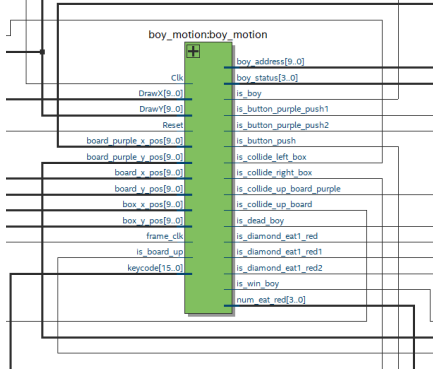 boy_motion:boy_motion
boy_address[9..0]
Clk
boy_status[3..0]
DrawX[9..0]
is_boy
DrawY[9..0]
is_button_purple_push1
Reset
is_button_purple_push2
board_purple_x_pos[9..0]
is_button_push
board_purple_y_pos[9..0]
is_collide_left_box
board_x_pos[9..0]
is_collide_right_box
board_y_pos[9..0]
is_collide_up_board_purple
box_x_pos[9..0]
is_collide_up_board
box_y_pos[9..0]
is_dead_boy
frame_clk
is_diamond_eat1_red
is_board_up
is_diamond_eat1_red1
keycode[15..0]
is_diamond_eat1_red2
is_win_boy
num_eat_red[3..0]